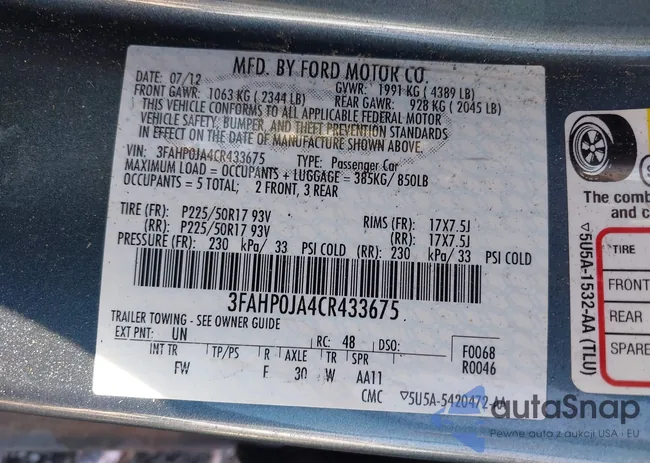 MFD. BY FORD MOTOR CO.
DATE: 07/12 GVWR: 1991 KG ( 4389 LB)
FRONT GAWR: 1063 KG ( 2344 LB) REAR GAWR: 928 KG ( 2045 LB)
THIS VEHICLE CONFORMS TO ALL APPLICABLE FEDERAL MOTOR
VEHICLE SAFETY, BUMPER, AND THEFT PREVENTION STANDARDS
IN EFFECT ON THE DATE OF MANUFACTURE SHOWN ABOVE.
VIN: 3FAHP0JA4CR433675 TYPE: Passenger Car
MAXIMUM LOAD = OCCUPANTS + LUGGAGE = 385KG/ 850LB
OCCUPANTS = 5 TOTAL; 2 FRONT, 3 REAR
TIRE (FR): P225/50R17 93V RIMS (FR): 17X7.5J
(RR): P225/50R17 93V (RR): 17X7.5J
PRESSURE (FR): 230 kPa/ 33 PSI COLD (RR): 230 kPa/ 33 PSI COLD
3FAHP0JA4CR433675
TRAILER TOWING - SEE OWNER GUIDE
EXT PNT: UN RC: 48 DSO: F0068
R0046
INT TR TP/PS R AXLE TR SPR
FW F 30 W AA11
CMC ▽5U5A-5420472-AA
The comb
and c
TIRE
FRONT
REAR
SPARE
▽5U5A-1532-AA (TLU)
autoSnap
Pewne auto z aukcji USA - EU